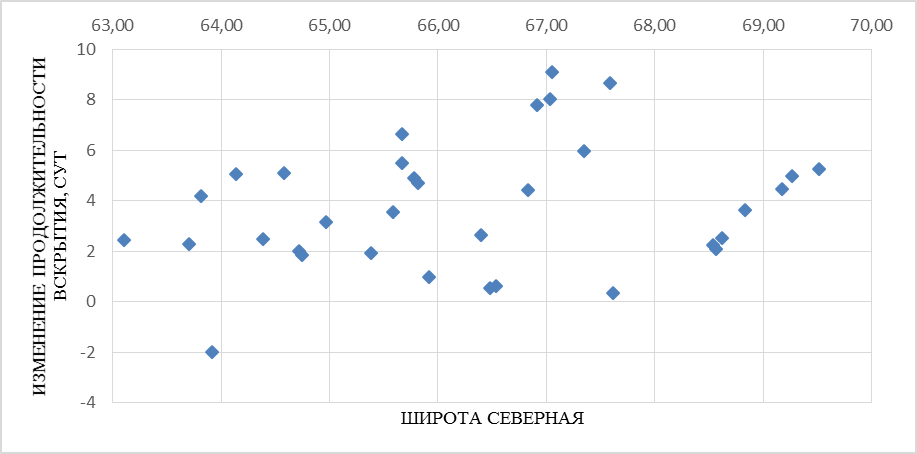 63,00 64,00 65,00 66,00 67,00 68,00 69,00 70,00
10
8
6
4
2
0
-2
-4
ИЗМЕНЕНИЕ ПРОДОЛЖИТЕЛЬНОСТИ
ВСКРЫТИЯ, СУТ
ШИРОТА СЕВЕРНАЯ